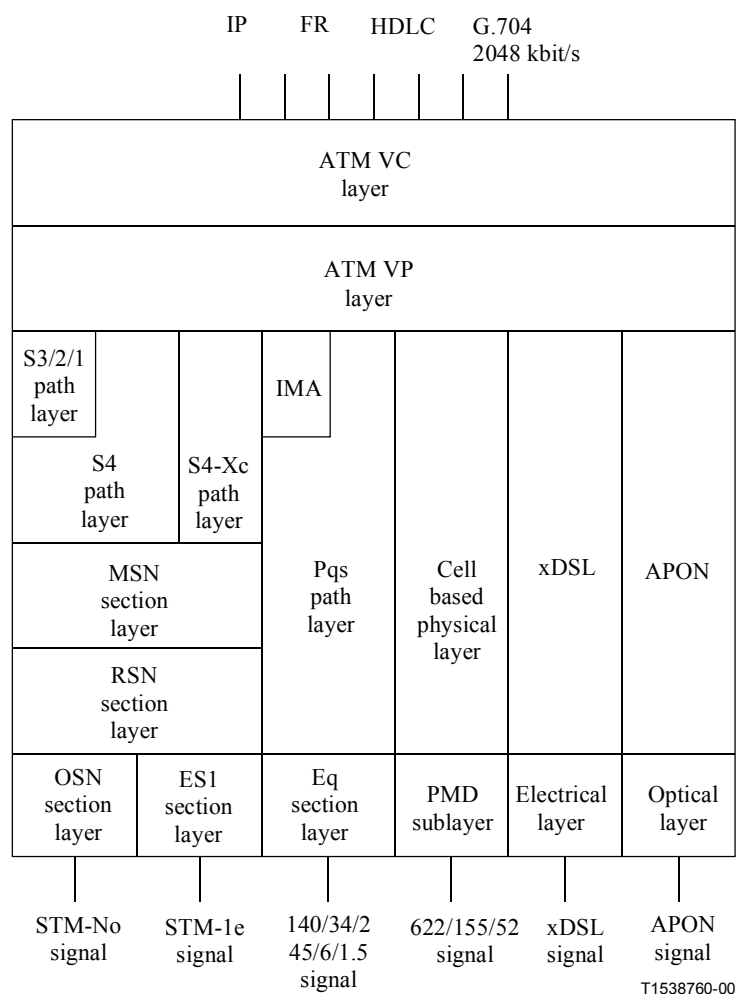 IP FR HDLC G.704
2048 kbit/s
ATM VC
layer
ATM VP
layer
S3/2/1
path
layer
IMA
S4
path
layer
S4-Xc
path
layer
MSN
section
layer
Pqs
path
layer
Cell
based
physical
layer
xDSL
APON
RSN
section
layer
OSN
section
layer
ES1
section
layer
Eq
section
layer
PMD
sublayer
Electrical
layer
Optical
layer
STM-No
signal
STM-1e
signal
140/34/2
45/6/1.5
signal
622/155/52
signal
xDSL
signal
APON
signal
T1538760-00